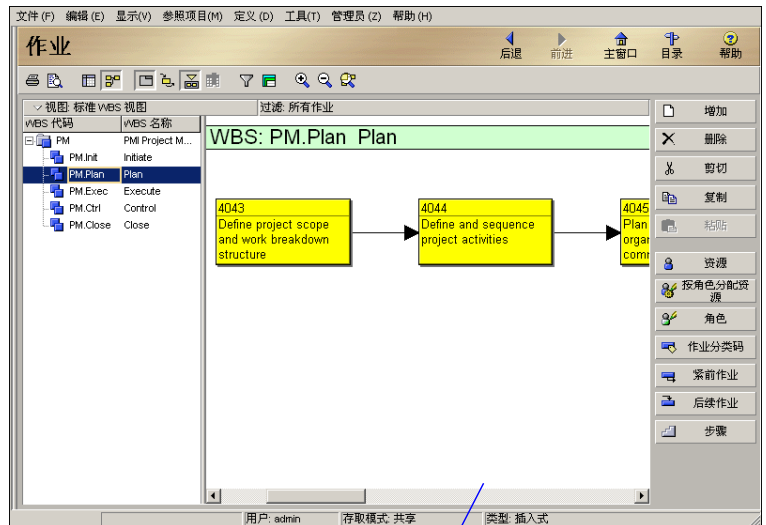 文件(F) 编辑(E) 显示(V) 参照项目(M) 定义(D) 工具(T) 管理员(Z) 帮助(H)
作业
后退 前进 主窗口 目录 帮助
视图: 标准 WBS 视图 过滤: 所有作业
WBS 代码 WBS 名称
PM PMI Project M...
PM.Init Initiate
PM.Plan Plan
PM.Exec Execute
PM.Ctrl Control
PM.Close Close
WBS: PM.Plan Plan
4043
Define project scope
and work breakdown
structure
4044
Define and sequence
project activities
4045
Plan
orgar
comr
增加
删除
剪切
复制
粘贴
资源
按角色分配资
源
角色
作业分类码
紧前作业
后续作业
步骤
用户: admin 存取模式: 共享 类型: 插入式